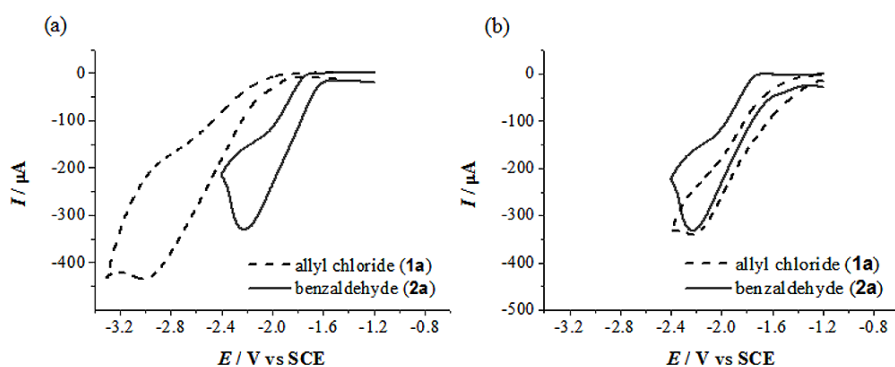 (a)
0
-100
-200
-300
-400
I / µA
-3.2 -2.8 -2.4 -2.0 -1.6 -1.2 -0.8
E / V vs SCE
allyl chloride (1a)
benzaldehyde (2a)
(b)
0
-100
-200
-300
-400
-500
I / µA
-3.2 -2.8 -2.4 -2.0 -1.6 -1.2 -0.8
E / V vs SCE
allyl chloride (1a)
benzaldehyde (2a)